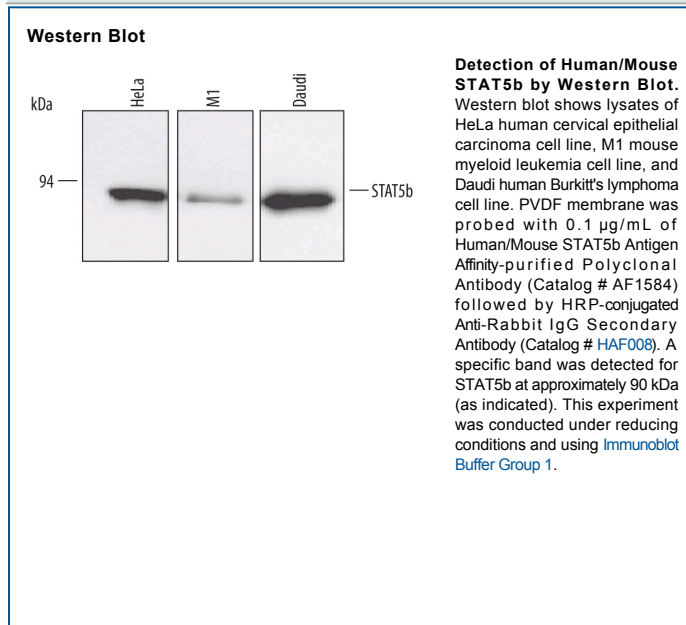 Western Blot
kDa
HeLa
M1
Daudi
94
STAT5b
Detection of Human/Mouse
STAT5b by Western Blot.
Western blot shows lysates of
HeLa human cervical epithelial
carcinoma cell line, M1 mouse
myeloid leukemia cell line, and
Daudi human Burkitt's lymphoma
cell line. PVDF membrane was
probed with 0.1 µg/mL of
Human/Mouse STAT5b Antigen
Affinity-purified Polyclonal
Antibody (Catalog # AF1584)
followed by HRP-conjugated
Anti-Rabbit IgG Secondary
Antibody (Catalog # HAF008). A
specific band was detected for
STAT5b at approximately 90 kDa
(as indicated). This experiment
was conducted under reducing
conditions and using Immunoblot
Buffer Group 1.